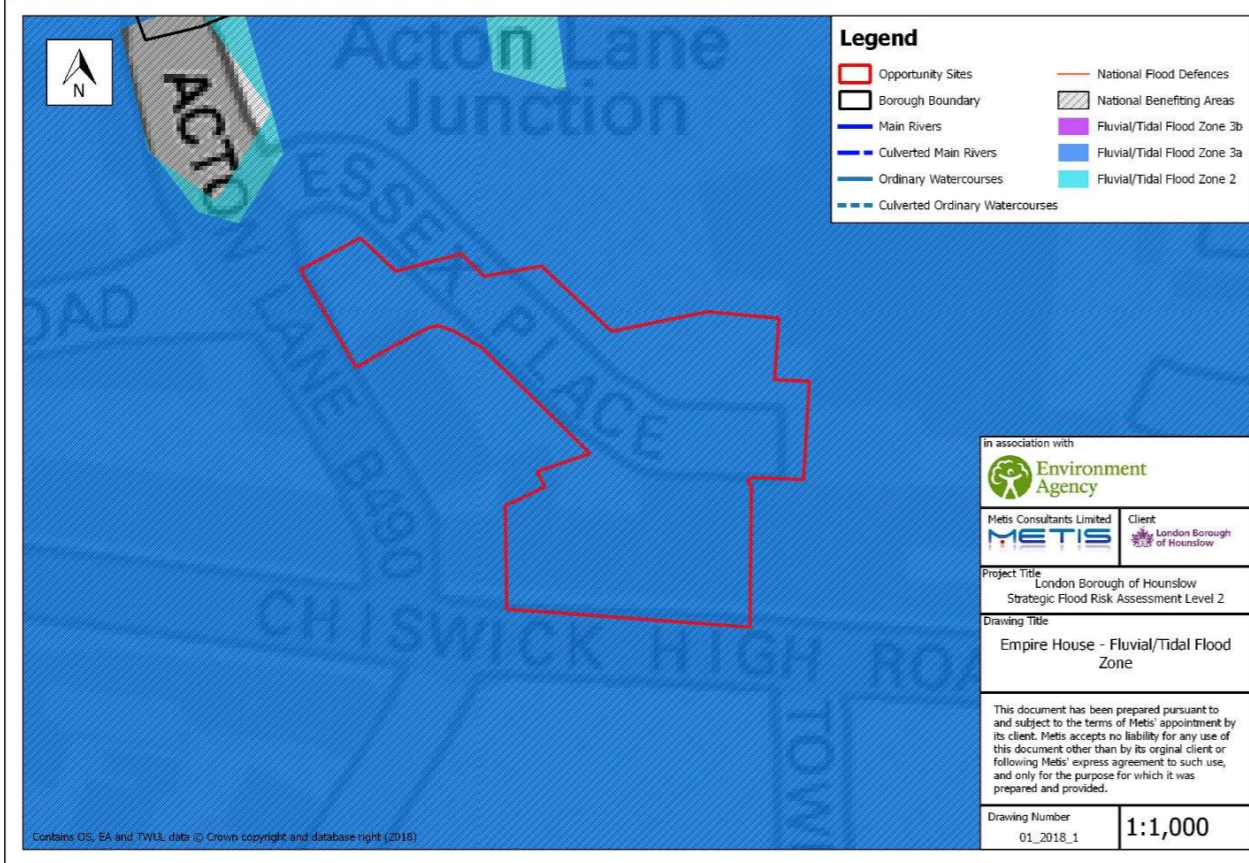 Acton Lane
Junction
ACTON
LANE
ESSEX PLACE
OAD
CHISWICK HIGH ROA
TOW
N
Legend
Opportunity Sites
Borough Boundary
Main Rivers
Culverted Main Rivers
Ordinary Watercourses
Culverted Ordinary Watercourses
National Flood Defences
National Benefiting Areas
Fluvial/Tidal Flood Zone 3b
Fluvial/Tidal Flood Zone 3a
Fluvial/Tidal Flood Zone 2
in association with
Environment
Agency
Metis Consultants Limited
METIS
Client
London Borough
of Hounslow
Project Title
London Borough of Hounslow
Strategic Flood Risk Assessment Level 2
Drawing Title
Empire House - Fluvial/Tidal Flood
Zone
This document has been prepared pursuant to
and subject to the terms of Metis' appointment by
its client. Metis accepts no liability for any use of
this document other than by its orginal client or
following Metis' express agreement to such use,
and only for the purpose for which it was
prepared and provided.
Drawing Number
01_2018_1
1:1,000
Contains OS, EA and TWUL data © Crown copyright and database right (2018)